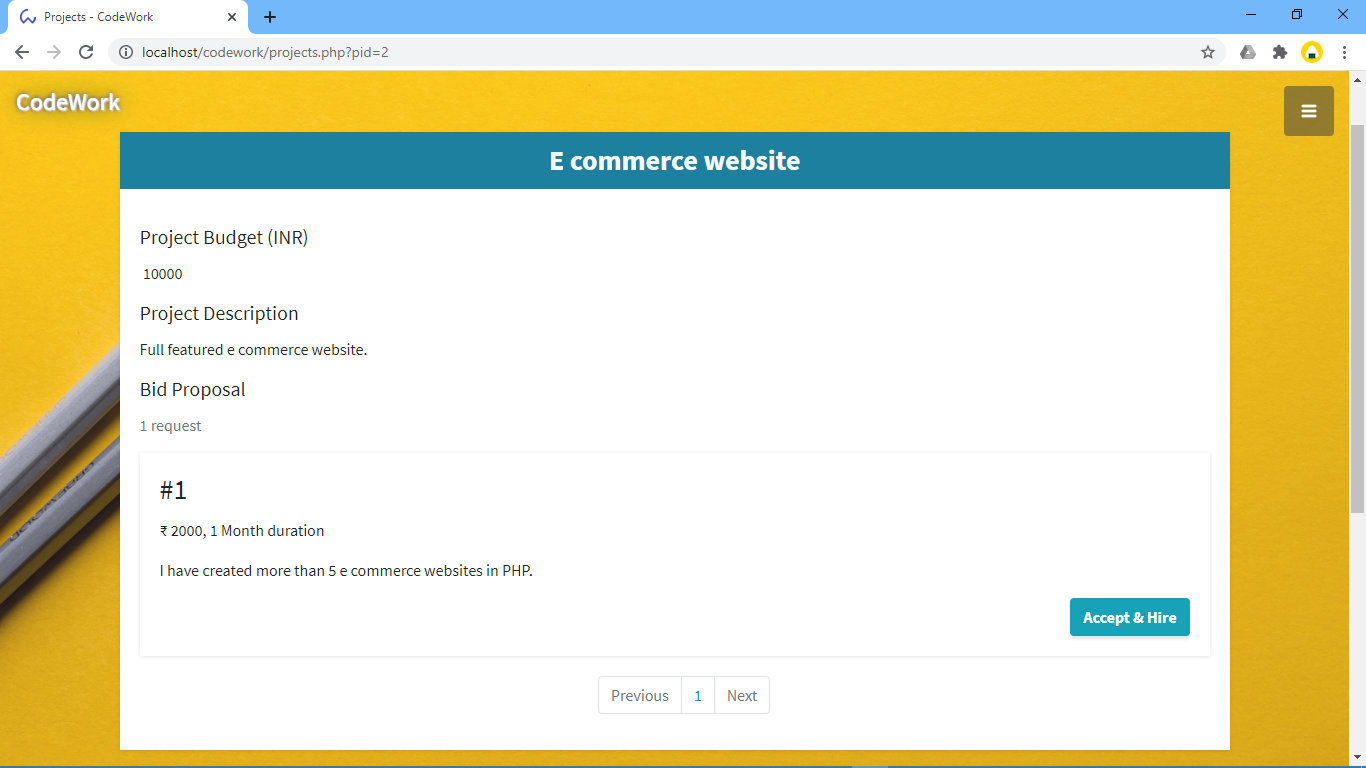 Projects - CodeWork
localhost/codework/projects.php?pid=2
CodeWork
E commerce website
Project Budget (INR)
10000
Project Description
Full featured e commerce website.
Bid Proposal
1 request
#1
₹ 2000, 1 Month duration
I have created more than 5 e commerce websites in PHP.
Accept & Hire
Previous 1 Next